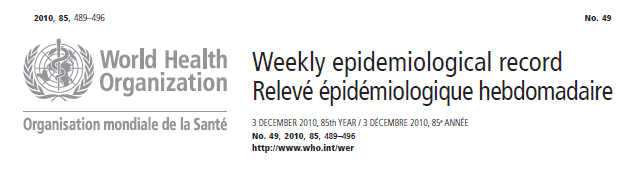 2010, 85, 489–496
No. 49
World Health
Organization
Organisation mondiale de la Santé
Weekly epidemiological record
Relevé épidémiologique hebdomadaire
3 DECEMBER 2010, 85th YEAR / 3 DÉCEMBRE 2010, 85e ANNÉE
No. 49, 2010, 85, 489–496
http://www.who.int/wer